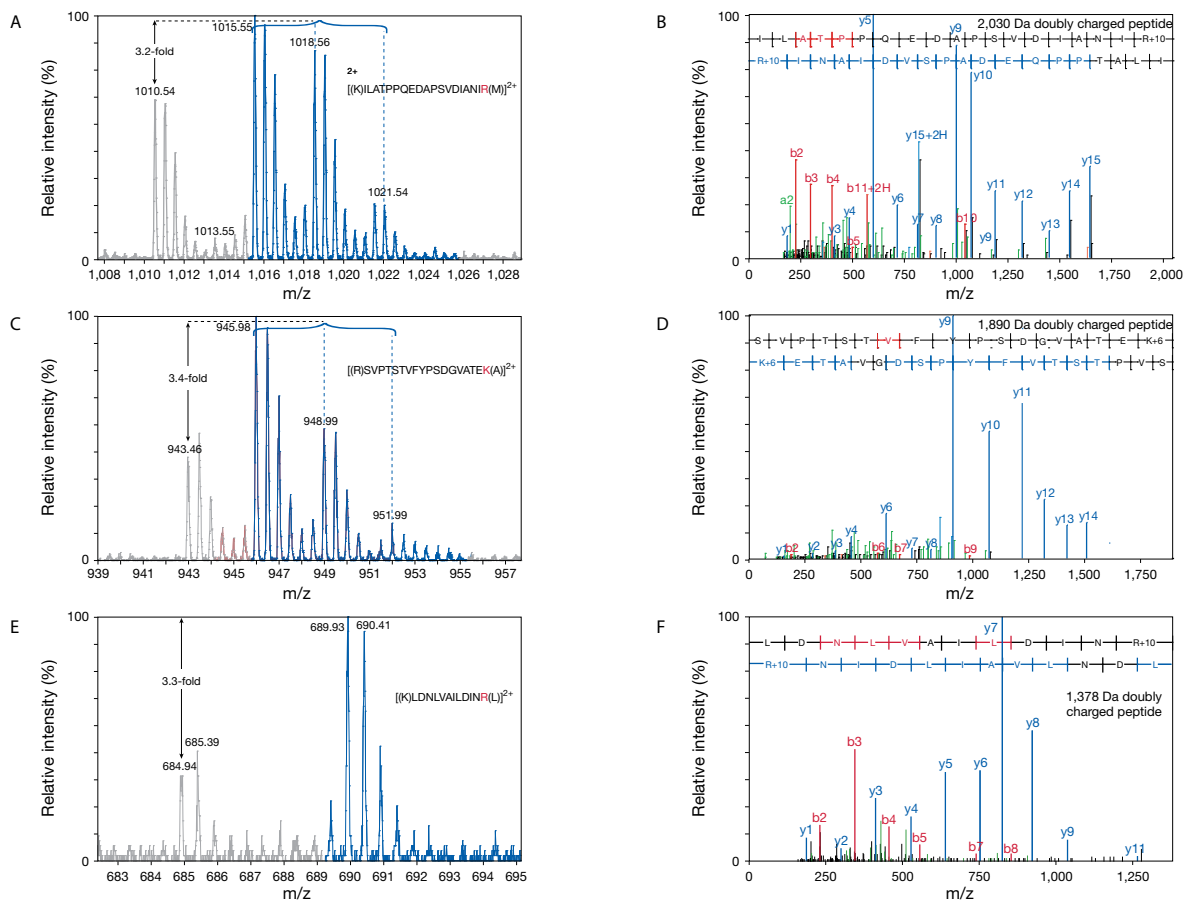 A
100
Relative intensity (%)
0
1015.55
1018.56
3.2-fold
1010.54
2+
[(K)ILATPPQEDAPSVDIANIR(M)]2+
1021.54
1013.55
1,008 1,010 1,012 1,014 1,016 1,018 1,020 1,022 1,024 1,026 1,028
m/z
B
100
Relative intensity (%)
0
2,030 Da doubly charged peptide
I L A T P P Q E D A P S V D I A N I R+10
R+10 I N A I D V S P A D E Q P P T A L I
y5
y9
y10
y15+2H
b2
b3
b4
b11+2H
y15
a2
y4
y6
y11
y12
y14
y1
y3
b5
y7
y8
b10
y9
y13
0 250 500 750 1,000 1,250 1,500 1,750 2,000
m/z
C
100
Relative intensity (%)
0
945.98
3.4-fold
[(R)SVPTSTVFYPSDGVATEK(A)]2+
943.46
948.99
951.99
939 941 943 945 947 949 951 953 955 957
m/z
D
100
Relative intensity (%)
0
1,890 Da doubly charged peptide
S V P T S T V F Y P S D G V A T E K+6
K+6 E T A V G D S P Y F V T S T P V S
y9
y11
y10
y6
y12
y4
y13
y14
y1
b2
y2
y3
b6
b7
y7
y8
b9
0 250 500 750 1,000 1,250 1,500 1,750
m/z
E
100
Relative intensity (%)
0
689.93
690.41
3.3-fold
[(K)LDNLVAILDINR(L)]2+
685.39
684.94
683 684 685 686 687 688 689 690 691 692 693 694 695
m/z
F
100
Relative intensity (%)
0
y7
L D N L V A I L D I N R+10
R+10 N I D L I A V L N D L
1,378 Da doubly
charged peptide
b3
y8
y5
y6
y3
b2
y4
b4
y1
y2
b5
b7
b8
y9
y11
0 250 500 750 1,000 1,250
m/z